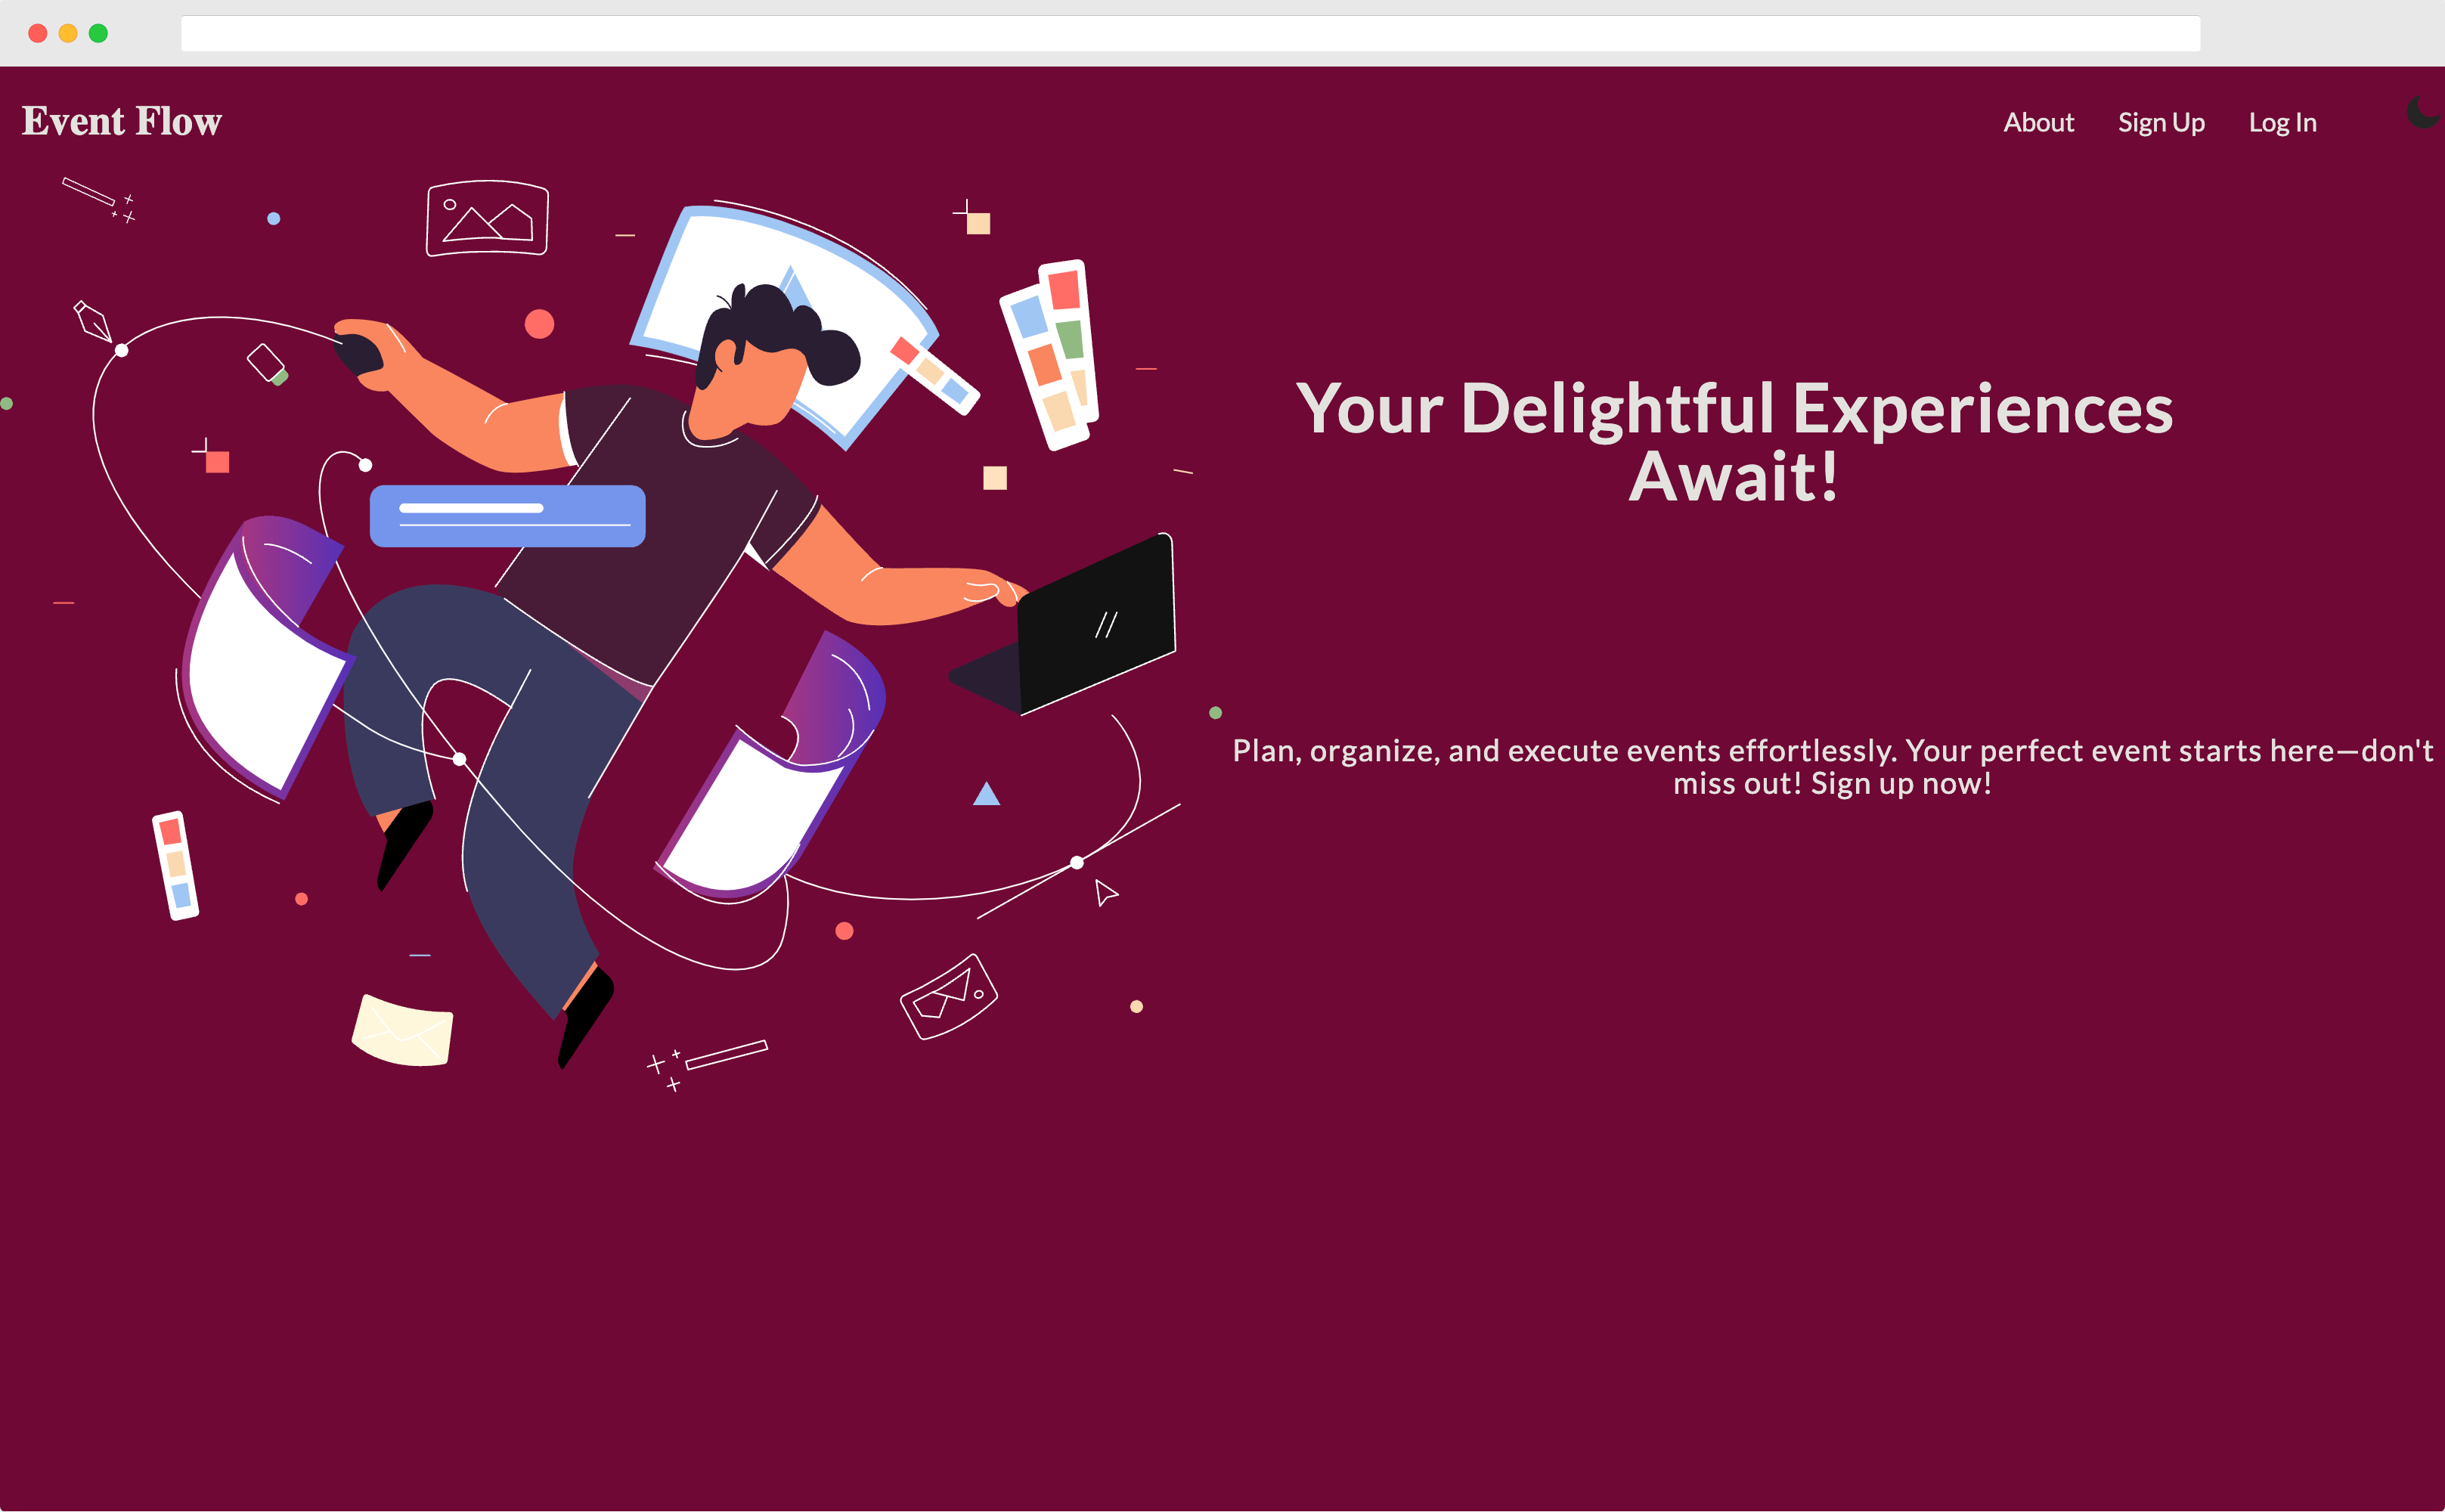 Event Flow
About
Sign Up
Log In
Your Delightful Experiences
Await!
Plan, organize, and execute events effortlessly. Your perfect event starts here—don't
miss out! Sign up now!